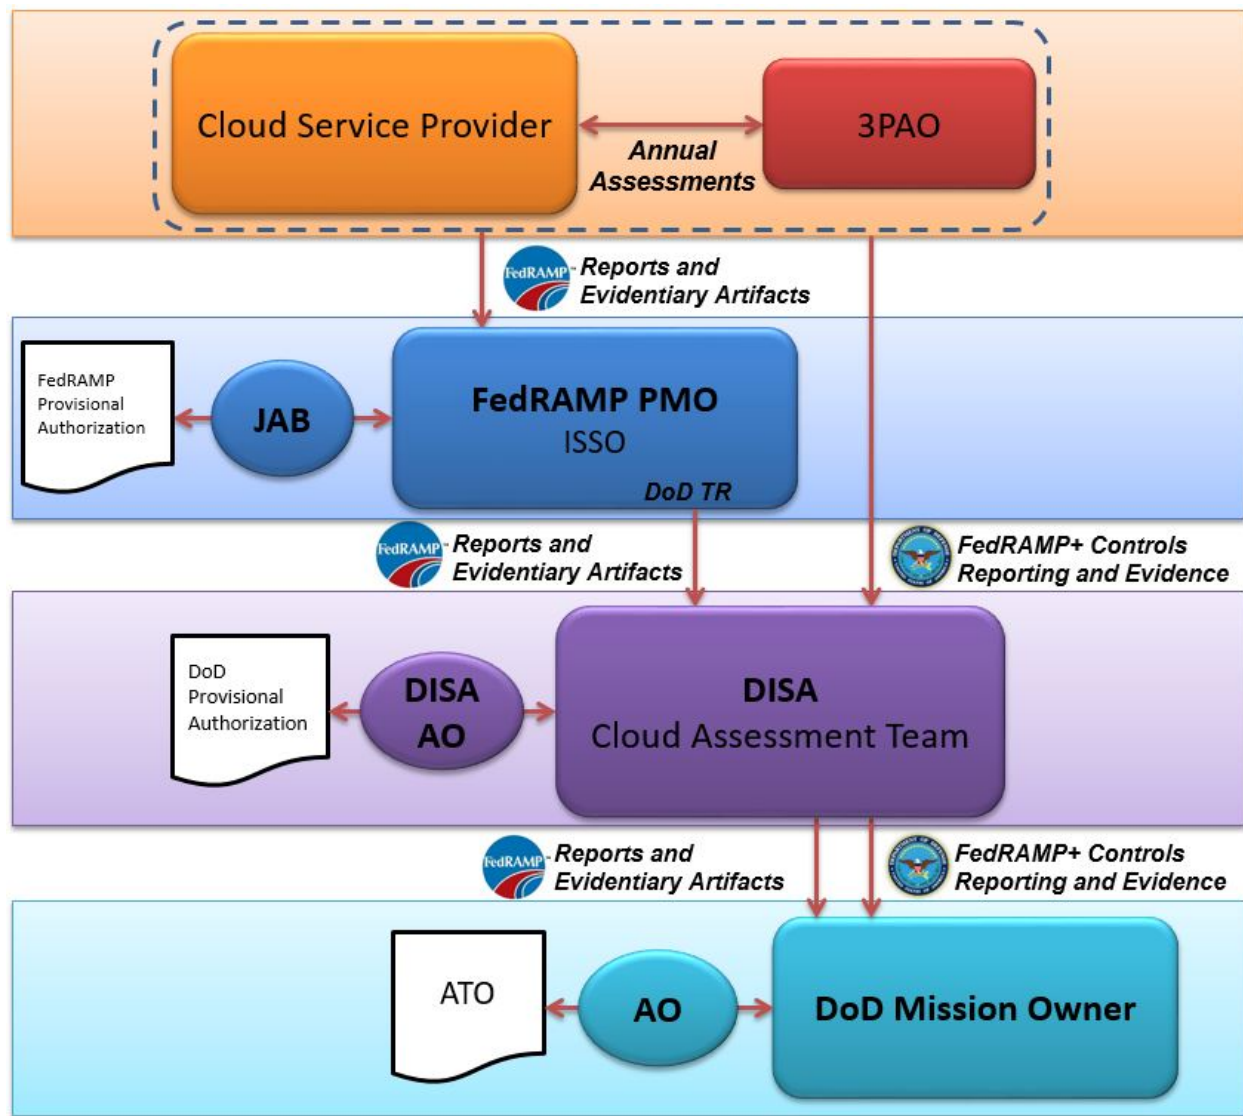 Cloud Service Provider
Annual
Assessments
3PAO
FedRAMP
Reports and
Evidentiary Artifacts
FedRAMP
Provisional
Authorization
JAB
FedRAMP PMO
ISSO
DoD TR
FedRAMP
Reports and
Evidentiary Artifacts
FedRAMP+ Controls
Reporting and Evidence
DoD
Provisional
Authorization
DISA
AO
DISA
Cloud Assessment Team
FedRAMP
Reports and
Evidentiary Artifacts
FedRAMP+ Controls
Reporting and Evidence
ATO
AO
DoD Mission Owner